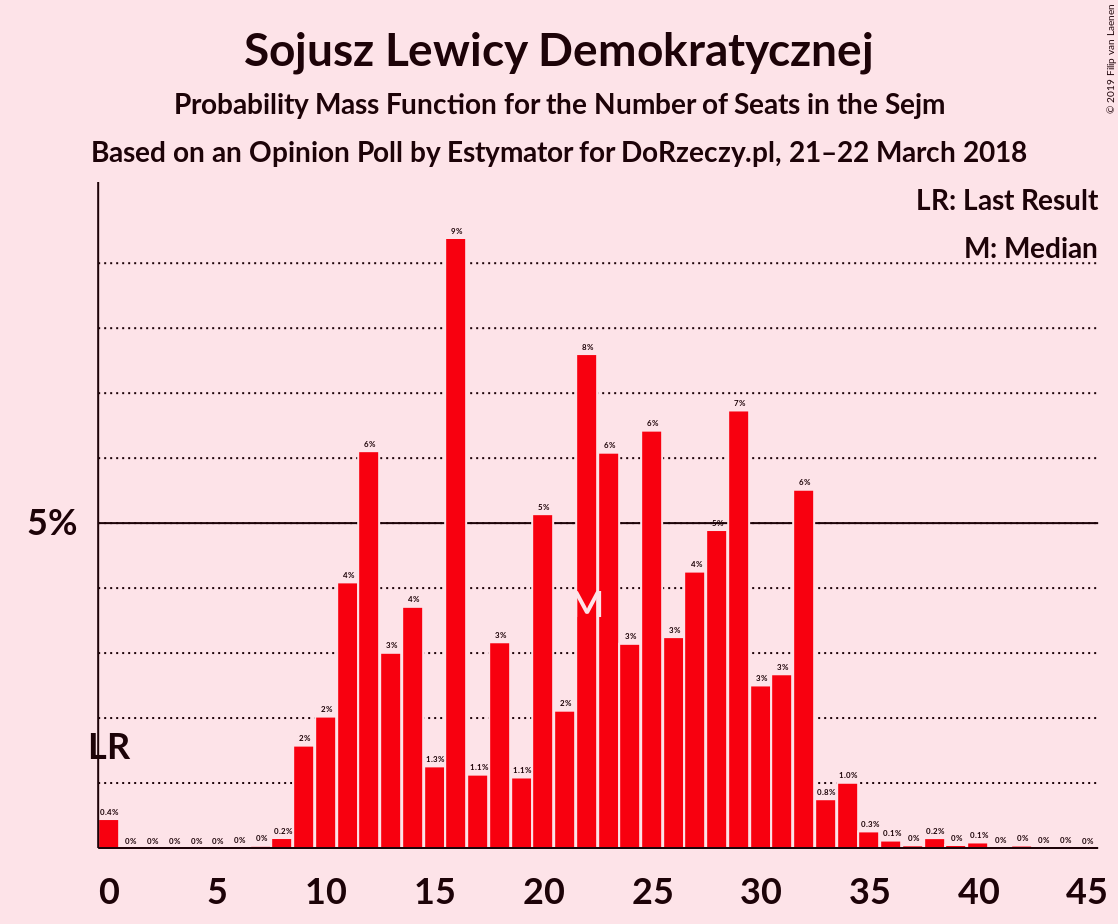 Sojusz Lewicy Demokratycznej
Probability Mass Function for the Number of Seats in the Sejm
Based on an Opinion Poll by Estymator for DoRzeczy.pl, 21–22 March 2018
© 2019 Filip van Laenen
LR: Last Result
M: Median
5%
LR
M
0.4% 0% 0% 0% 0% 0% 0% 0% 0.2% 2% 2% 4% 6% 3% 4% 1.3% 9% 1.1% 3% 1.1% 5% 2% 8% 6% 3% 6% 3% 4% 5% 7% 3% 3% 6% 0.8% 1.0% 0.3% 0.1% 0% 0.2% 0% 0.1% 0% 0% 0% 0% 0%
0 5 10 15 20 25 30 35 40 45